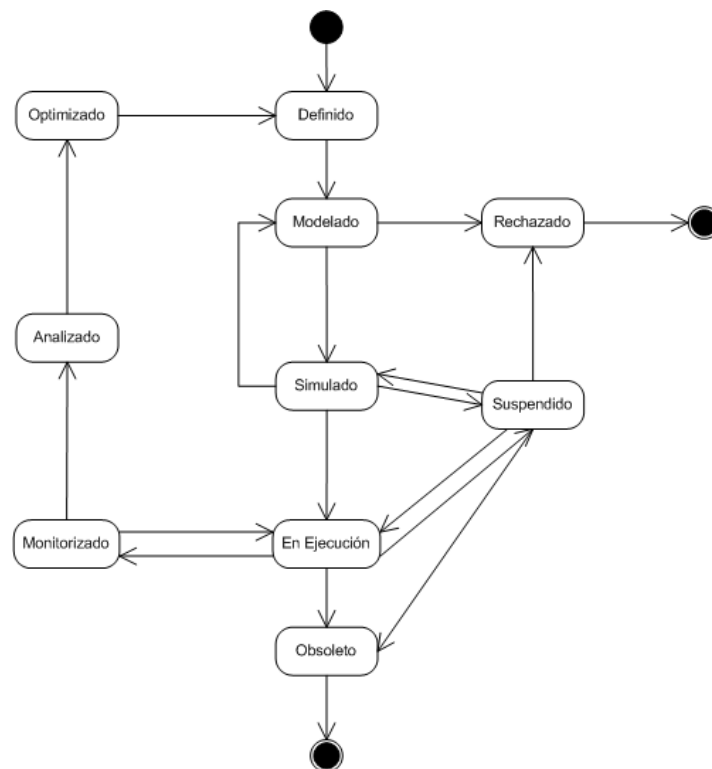 Optimizado
Definido
Modelado
Rechazado
Analizado
Simulado
Suspendido
Monitorizado
En Ejecución
Obsoleto